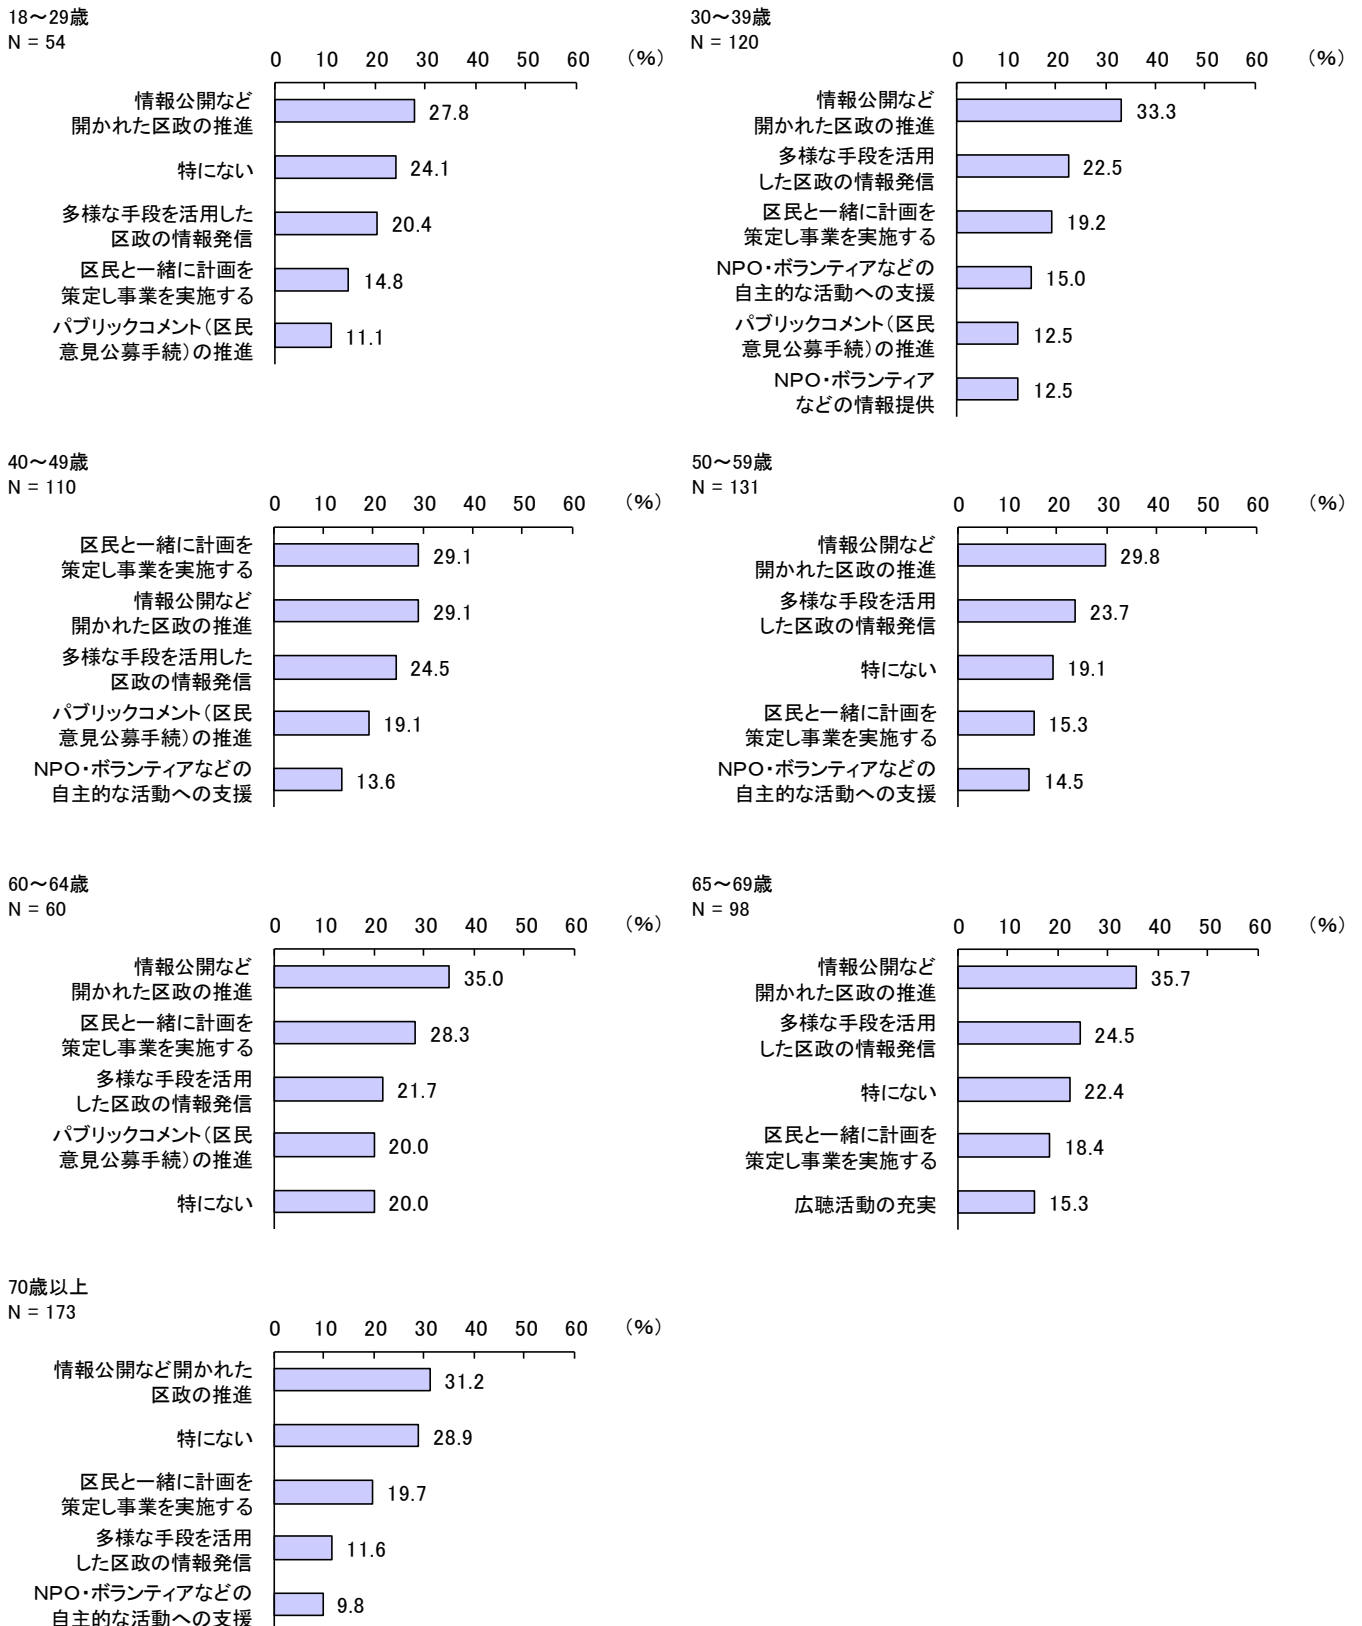 18～29歳
N = 54
0 10 20 30 40 50 60 (%)
情報公開など
開かれた区政の推進
27.8
特にない
24.1
多様な手段を活用した
区政の情報発信
20.4
区民と一緒に計画を
策定し事業を実施する
14.8
パブリックコメント(区民
意見公募手続)の推進
11.1
30～39歳
N = 120
0 10 20 30 40 50 60 (%)
情報公開など
開かれた区政の推進
33.3
多様な手段を活用
した区政の情報発信
22.5
区民と一緒に計画を
策定し事業を実施する
19.2
NPO・ボランティアなどの
自主的な活動への支援
15.0
パブリックコメント(区民
意見公募手続)の推進
12.5
NPO・ボランティア
などの情報提供
12.5
40～49歳
N = 110
0 10 20 30 40 50 60 (%)
区民と一緒に計画を
策定し事業を実施する
29.1
情報公開など
開かれた区政の推進
29.1
多様な手段を活用した
区政の情報発信
24.5
パブリックコメント(区民
意見公募手続)の推進
19.1
NPO・ボランティアなどの
自主的な活動への支援
13.6
50～59歳
N = 131
0 10 20 30 40 50 60 (%)
情報公開など
開かれた区政の推進
29.8
多様な手段を活用
した区政の情報発信
23.7
特にない
19.1
区民と一緒に計画を
策定し事業を実施する
15.3
NPO・ボランティアなどの
自主的な活動への支援
14.5
60～64歳
N = 60
0 10 20 30 40 50 60 (%)
情報公開など
開かれた区政の推進
35.0
区民と一緒に計画を
策定し事業を実施する
28.3
多様な手段を活用
した区政の情報発信
21.7
パブリックコメント(区民
意見公募手続)の推進
20.0
特にない
20.0
65～69歳
N = 98
0 10 20 30 40 50 60 (%)
情報公開など
開かれた区政の推進
35.7
多様な手段を活用
した区政の情報発信
24.5
特にない
22.4
区民と一緒に計画を
策定し事業を実施する
18.4
広聴活動の充実
15.3
70歳以上
N = 173
0 10 20 30 40 50 60 (%)
情報公開など開かれた
区政の推進
31.2
特にない
28.9
区民と一緒に計画を
策定し事業を実施する
19.7
多様な手段を活用
した区政の情報発信
11.6
NPO・ボランティアなどの
自主的な活動への支援
9.8